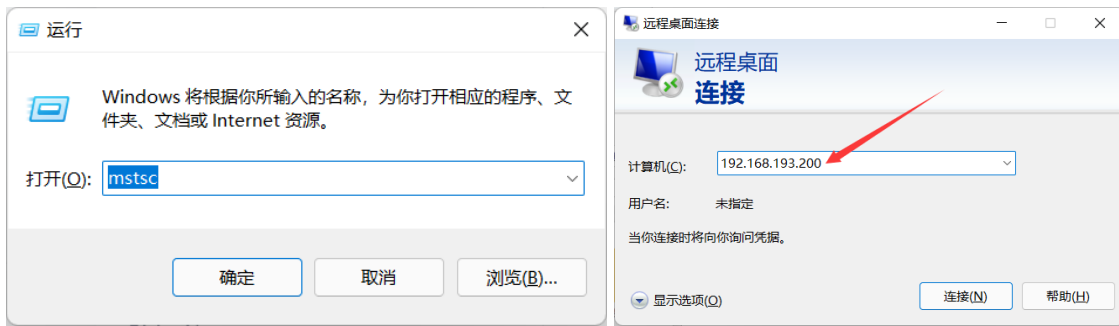 运行
Windows 将根据你所输入的名称，为你打开相应的程序、文
件夹、文档或 Internet 资源。
打开(O): mstsc
确定 取消 浏览(B)...
远程桌面连接
远程桌面
连接
计算机(C): 192.168.193.200
用户名: 未指定
当你连接时将向你询问凭据。
显示选项(O) 连接(N) 帮助(H)